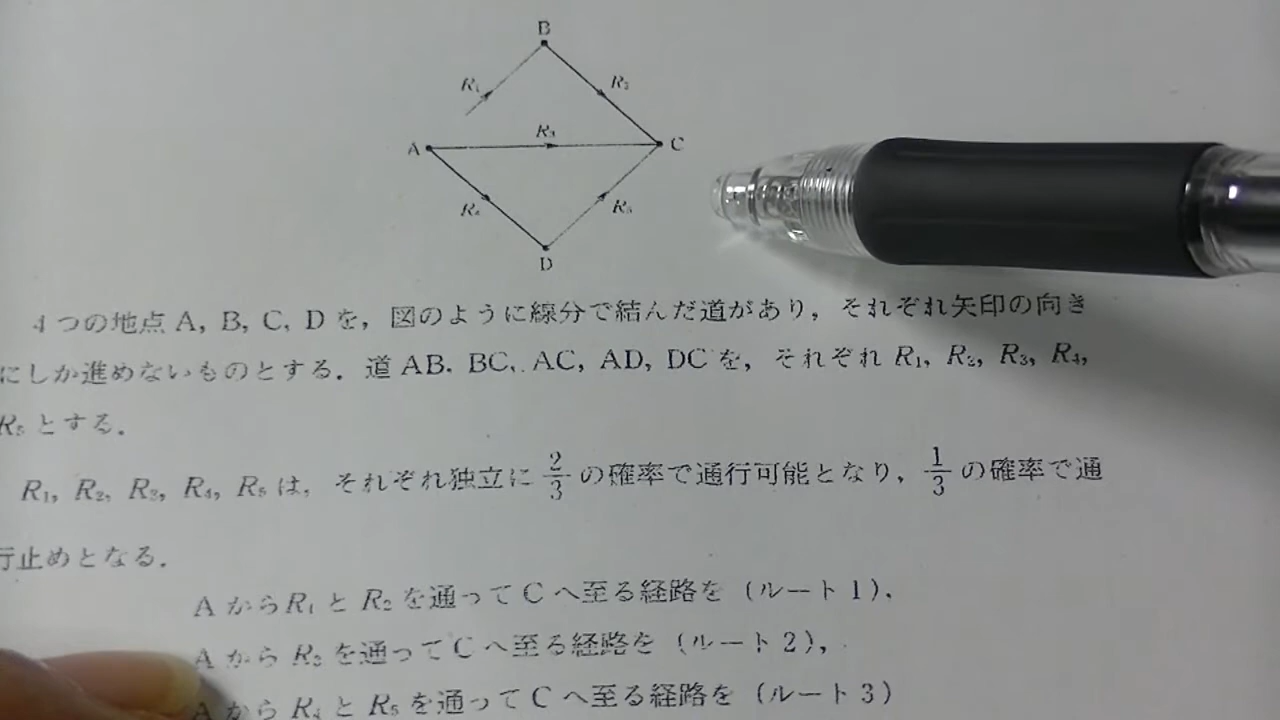 B
R₁
R₂
A
R₃
C
R₄
R₅
D
4つの地点 A, B, C, D を, 図のように線分で結んだ道があり, それぞれ矢印の向き
にしか進めないものとする. 道 AB, BC, AC, AD, DC を, それぞれ R₁, R₂, R₃, R₄,
R₅ とする.
R₁, R₂, R₃, R₄, R₅ は, それぞれ独立に 2/3 の確率で通行可能となり, 1/3 の確率で通
行止めとなる.
A から R₁ と R₂ を通って C へ至る経路を (ルート1),
A から R₃ を通って C へ至る経路を (ルート2),
A から R₄ と R₅ を通って C へ至る経路を (ルート3)